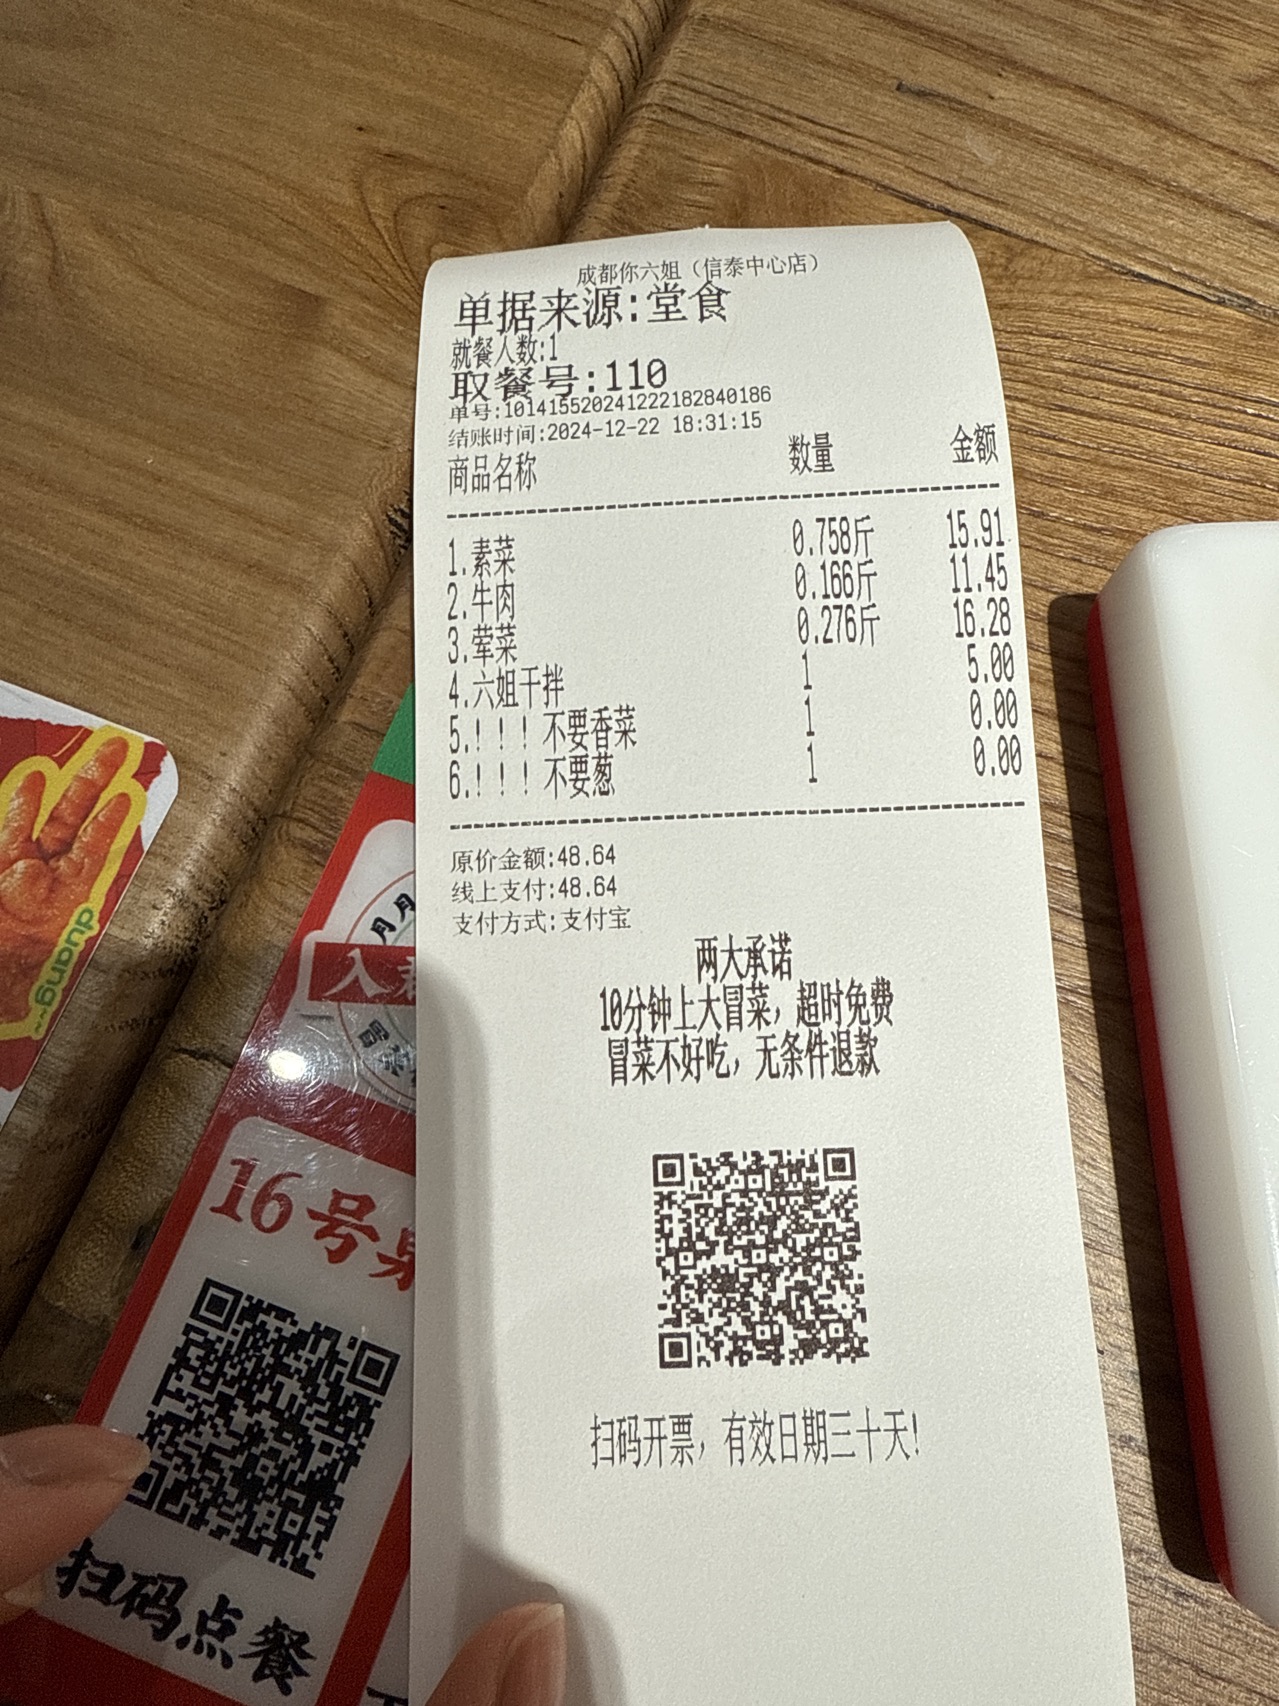 成都你六姐（信泰中心店）
单据来源:堂食
就餐人数:1
取餐号:110
单号:10141552024122218284​0186
结账时间:2024-12-22 18:31:15
商品名称 数量 金额
1.素菜 0.758斤 15.91
2.牛肉 0.166斤 11.45
3.荤菜 0.276斤 16.28
4.六姐干拌 1 5.00
5.！！！不要香菜 1 0.00
6.！！！不要葱 1 0.00
原价金额:48.64
线上支付:48.64
支付方式:支付宝
两大承诺
10分钟上大冒菜，超时免费
冒菜不好吃，无条件退款
扫码开票，有效日期三十天！
duang~~
月月
入
16号
扫码点餐